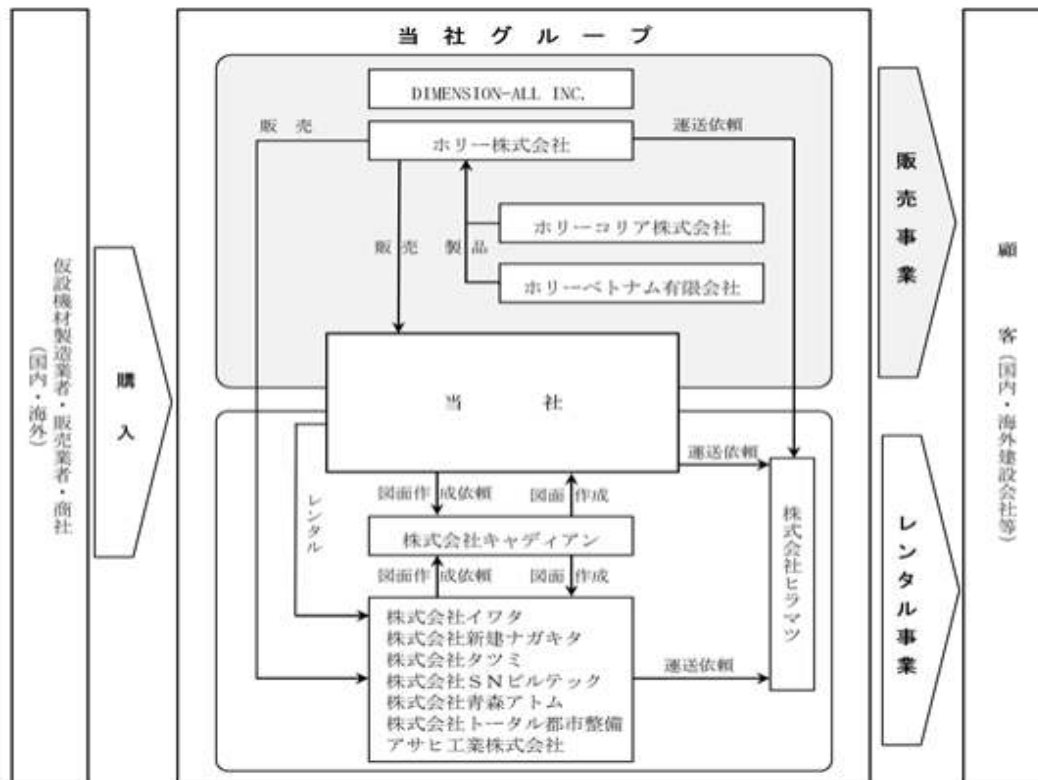 当社グループ
DIMENSION-ALL INC.
販売
ホリー株式会社
運送依頼
ホリーコリア株式会社
販売
製品
ホリーベトナム有限会社
仮設機材製造業者・販売業者・商社
(国内・海外)
購入
当社
運送依頼
レンタル
図面作成依頼
図面作成
株式会社キャディアン
図面作成依頼
図面作成
株式会社イワタ
株式会社新建ナガキタ
株式会社タツミ
株式会社SNビルテック
株式会社青森アトム
株式会社トータル都市整備
アサヒ工業株式会社
運送依頼
株式会社ヒラマツ
販売事業
レンタル事業
顧客(国内・海外建設会社等)